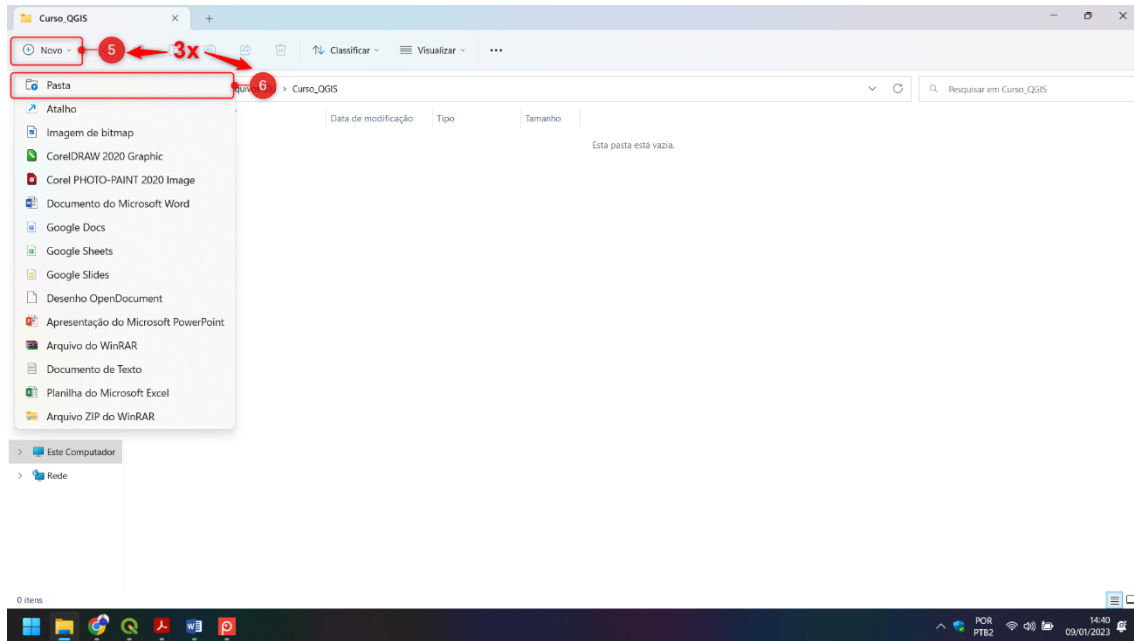 Curso_QGIS
Novo
5
3x
Classificar
Visualizar
Pasta
6
Curso_QGIS
Pesquisar em Curso_QGIS
Atalho
Data de modificação
Tipo
Tamanho
Imagem de bitmap
Esta pasta está vazia.
CorelDRAW 2020 Graphic
Corel PHOTO-PAINT 2020 Image
Documento do Microsoft Word
Google Docs
Google Sheets
Google Slides
Desenho OpenDocument
Apresentação do Microsoft PowerPoint
Arquivo do WinRAR
Documento de Texto
Planilha do Microsoft Excel
Arquivo ZIP do WinRAR
Este Computador
Rede
0 itens
POR
PTB2
14:40
09/01/2023